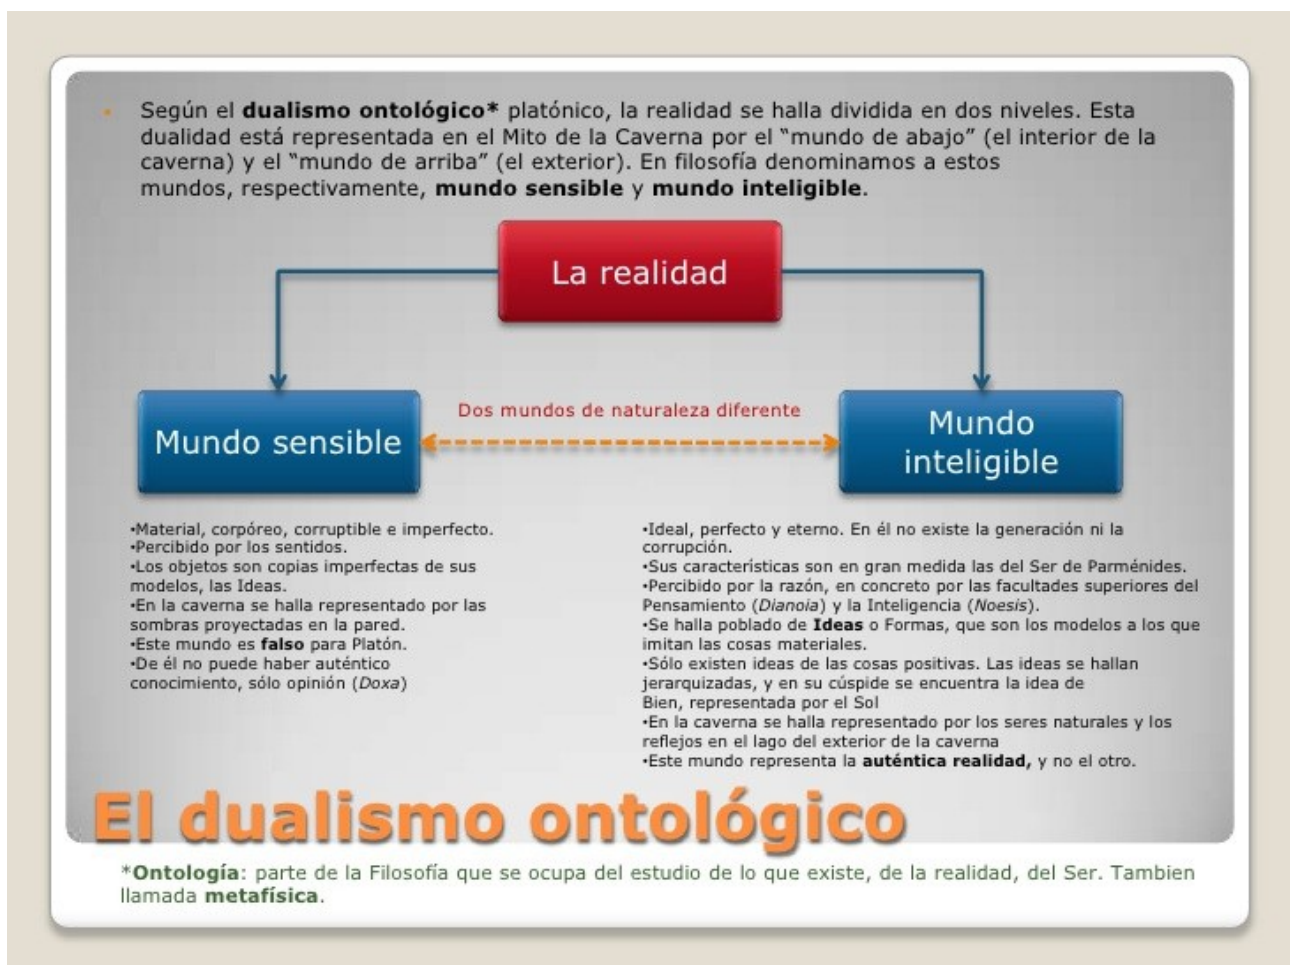 Según el dualismo ontológico* platónico, la realidad se halla dividida en dos niveles. Esta
dualidad está representada en el Mito de la Caverna por el “mundo de abajo” (el interior de la
caverna) y el “mundo de arriba” (el exterior). En filosofía denominamos a estos
mundos, respectivamente, mundo sensible y mundo inteligible.
La realidad
Dos mundos de naturaleza diferente
Mundo sensible
Mundo
inteligible
•Material, corpóreo, corruptible e imperfecto.
•Percibido por los sentidos.
•Los objetos son copias imperfectas de sus
modelos, las Ideas.
•En la caverna se halla representado por las
sombras proyectadas en la pared.
•Este mundo es falso para Platón.
•De él no puede haber auténtico
conocimiento, sólo opinión (Doxa)
•Ideal, perfecto y eterno. En él no existe la generación ni la
corrupción.
•Sus características son en gran medida las del Ser de Parménides.
•Percibido por la razón, en concreto por las facultades superiores del
Pensamiento (Dianoia) y la Inteligencia (Noesis).
•Se halla poblado de Ideas o Formas, que son los modelos a los que
imitan las cosas materiales.
•Sólo existen ideas de las cosas positivas. Las ideas se hallan
jerarquizadas, y en su cúspide se encuentra la idea de
Bien, representada por el Sol
•En la caverna se halla representado por los seres naturales y los
reflejos en el lago del exterior de la caverna
•Este mundo representa la auténtica realidad, y no el otro.
El dualismo ontológico
*Ontología: parte de la Filosofía que se ocupa del estudio de lo que existe, de la realidad, del Ser. Tambien
llamada metafísica.